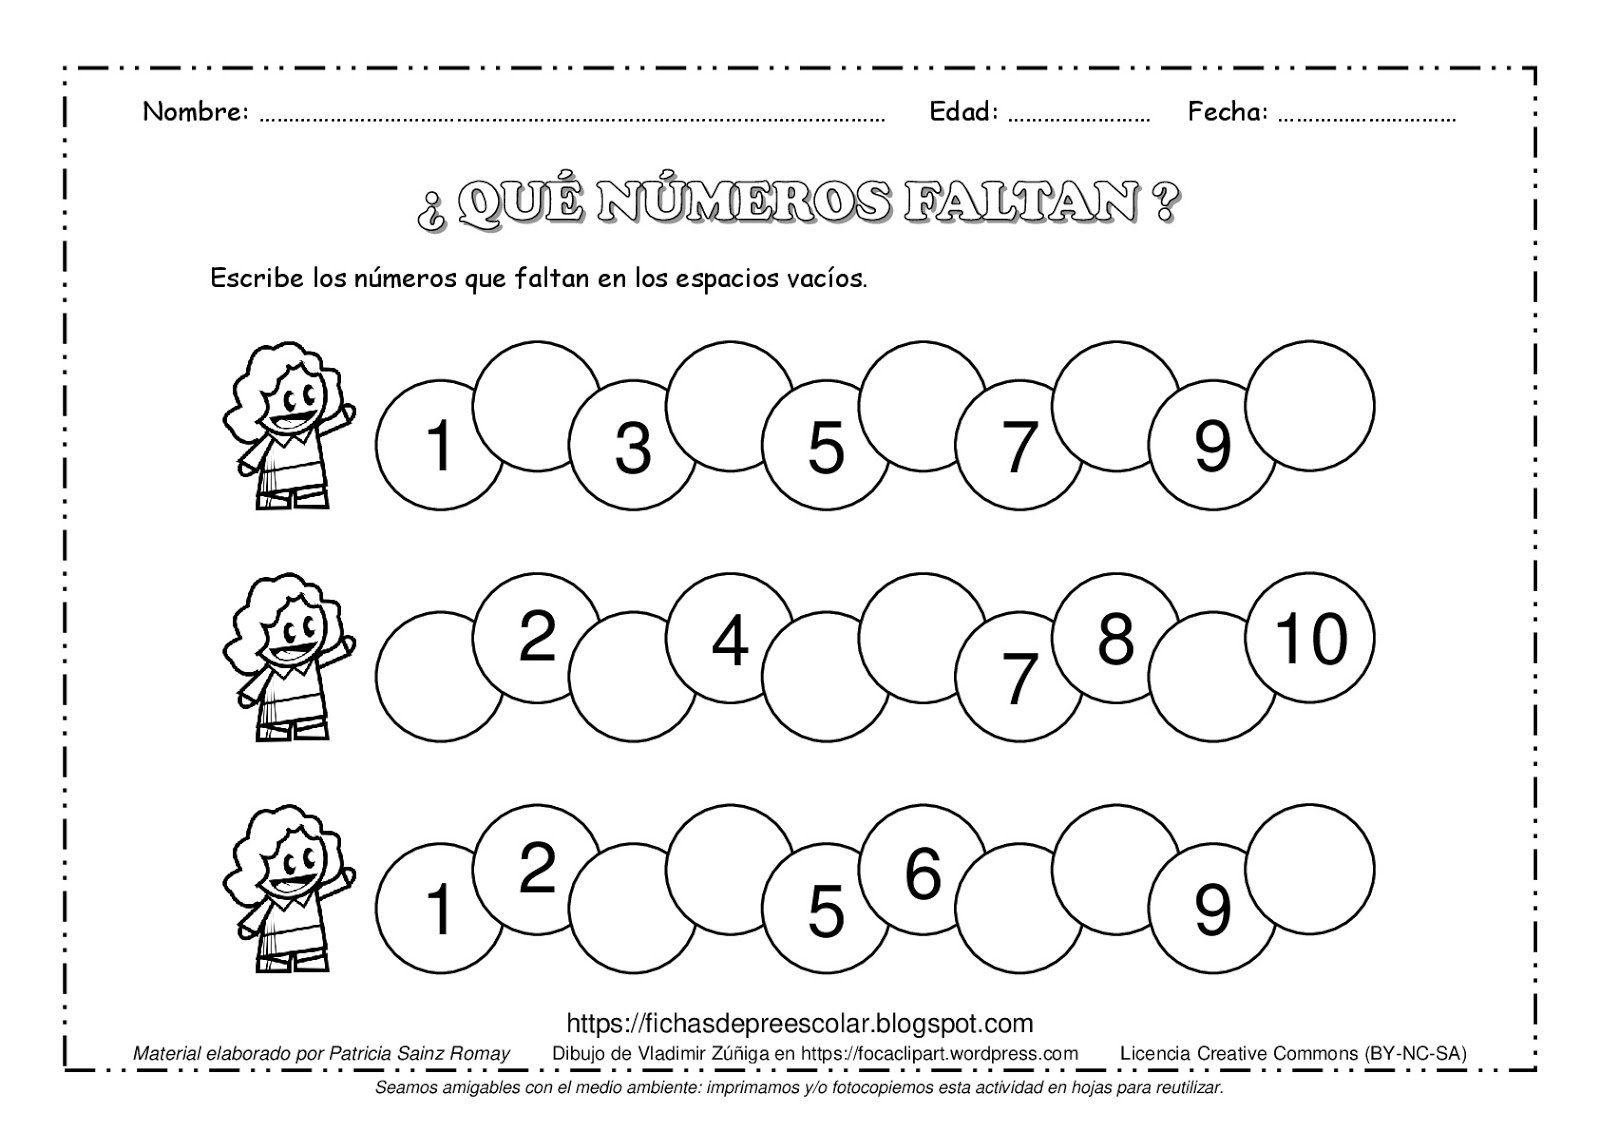 Nombre: ........................................ Edad: .................... Fecha: .........................
¿ QUÉ NÚMEROS FALTAN ?
Escribe los números que faltan en los espacios vacíos.
1 3 5 7 9
2 4 7 8 10
1 2 5 6 9
https://fichasdepreescolar.blogspot.com
Material elaborado por Patricia Sainz Romay Dibujo de Vladimir Zúñiga en https://focaclipart.wordpress.com Licencia Creative Commons (BY-NC-SA)
Seamos amigables con el medio ambiente: imprimamos y/o fotocopiemos esta actividad en hojas para reutilizar.